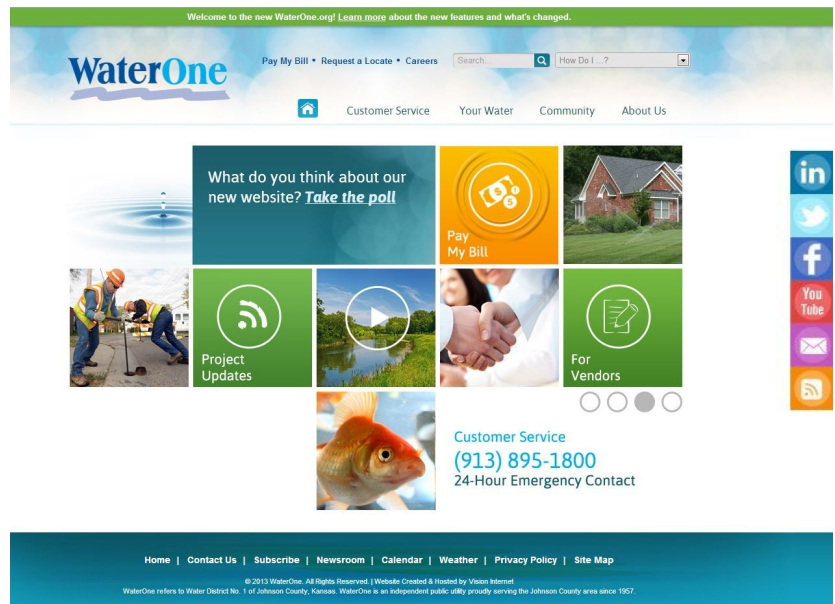 Welcome to the new WaterOne.org! Learn more about the new features and what's changed.
WaterOne
Pay My Bill • Request a Locate • Careers
Search...
How Do I ...?
Customer Service
Your Water
Community
About Us
What do you think about our
new website? Take the poll
Pay
My Bill
Project
Updates
For
Vendors
in
f
You
Tube
Customer Service
(913) 895-1800
24-Hour Emergency Contact
Home | Contact Us | Subscribe | Newsroom | Calendar | Weather | Privacy Policy | Site Map
© 2013 WaterOne. All Rights Reserved. | Website Created & Hosted by Vision Internet
WaterOne refers to Water District No. 1 of Johnson County, Kansas. WaterOne is an independent public utility proudly serving the Johnson County area since 1957.